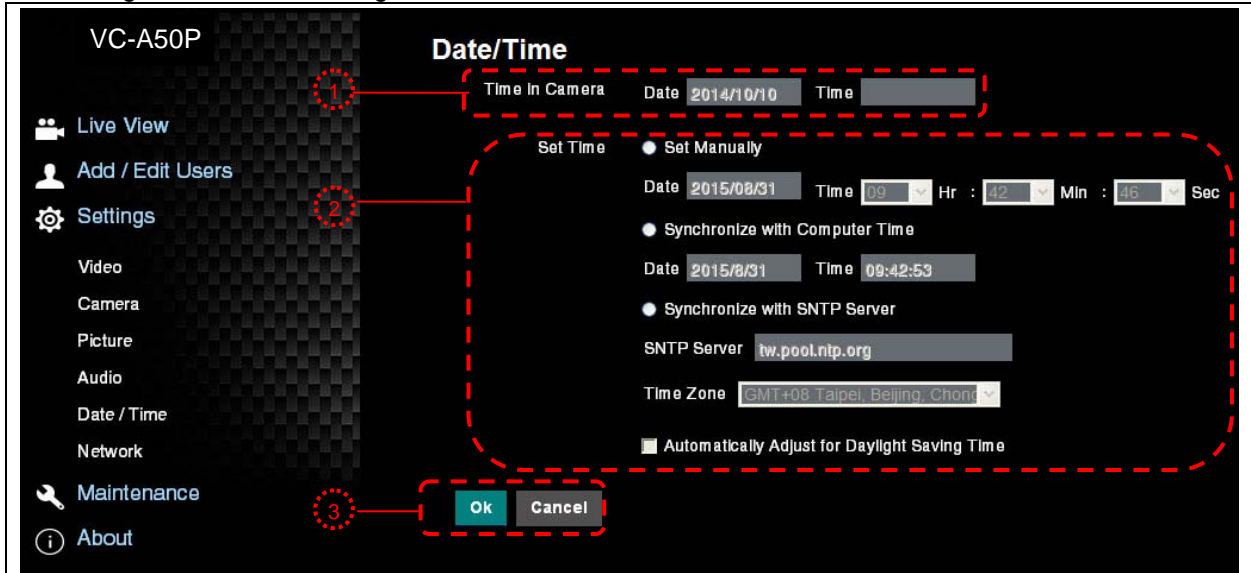 VC-A50P
Date/Time
1
Time in Camera Date 2014/10/10 Time
Live View
Add / Edit Users
Settings
Video
Camera
Picture
Audio
Date / Time
Network
Maintenance
About
2
Set Time Set Manually
Date 2015/08/31 Time 09 Hr : 42 Min : 46 Sec
Synchronize with Computer Time
Date 2015/8/31 Time 09:42:53
Synchronize with SNTP Server
SNTP Server tw.pool.ntp.org
Time Zone GMT+08 Taipei, Beijing, Chong
Automatically Adjust for Daylight Saving Time
3
Ok Cancel